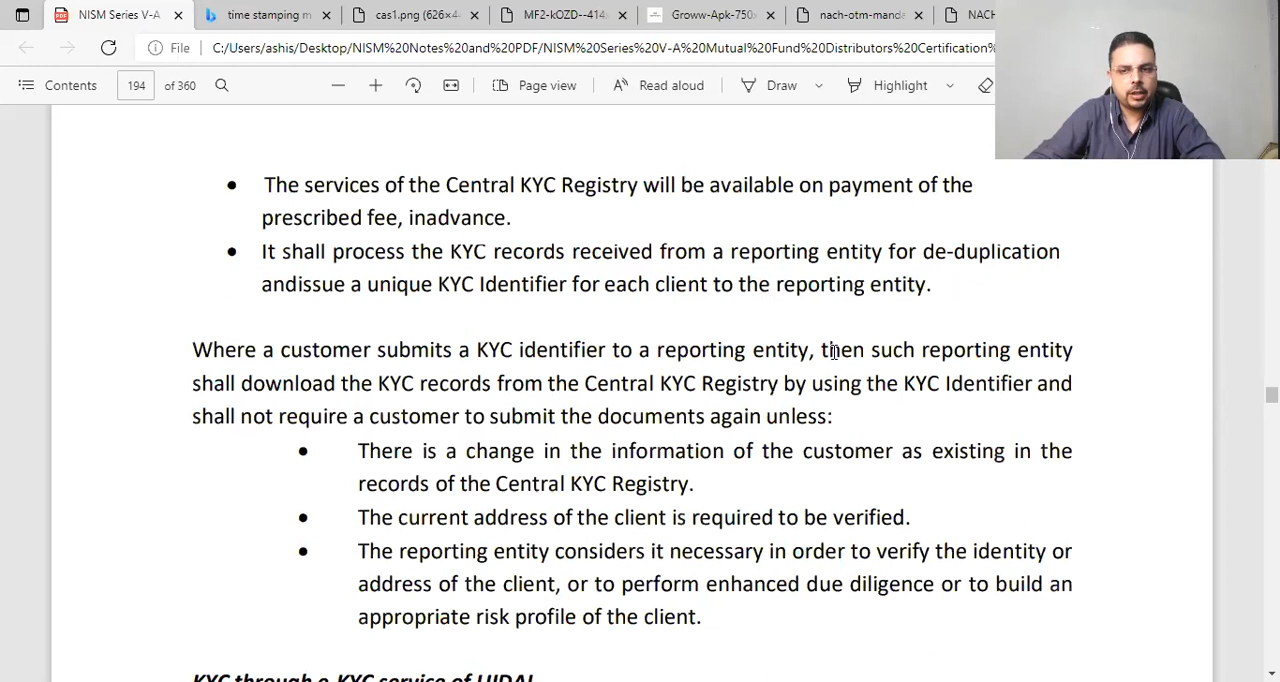 NISM Series V-A
time stamping m
cas1.png (626×4
MF2-kOZD--414
Groww-Apk-750
nach-otm-manda
NACH
File
C:/Users/ashis/Desktop/NISM%20Notes%20and%20PDF/NISM%20Series%20V-A%20Mutual%20Fund%20Distributors%20Certification%
Contents
194 of 360
Page view
Read aloud
Draw
Highlight
• The services of the Central KYC Registry will be available on payment of the
prescribed fee, inadvance.
• It shall process the KYC records received from a reporting entity for de-duplication
andissue a unique KYC Identifier for each client to the reporting entity.
Where a customer submits a KYC identifier to a reporting entity, then such reporting entity
shall download the KYC records from the Central KYC Registry by using the KYC Identifier and
shall not require a customer to submit the documents again unless:
• There is a change in the information of the customer as existing in the
records of the Central KYC Registry.
• The current address of the client is required to be verified.
• The reporting entity considers it necessary in order to verify the identity or
address of the client, or to perform enhanced due diligence or to build an
appropriate risk profile of the client.
KYC through e-KYC service of UIDAI